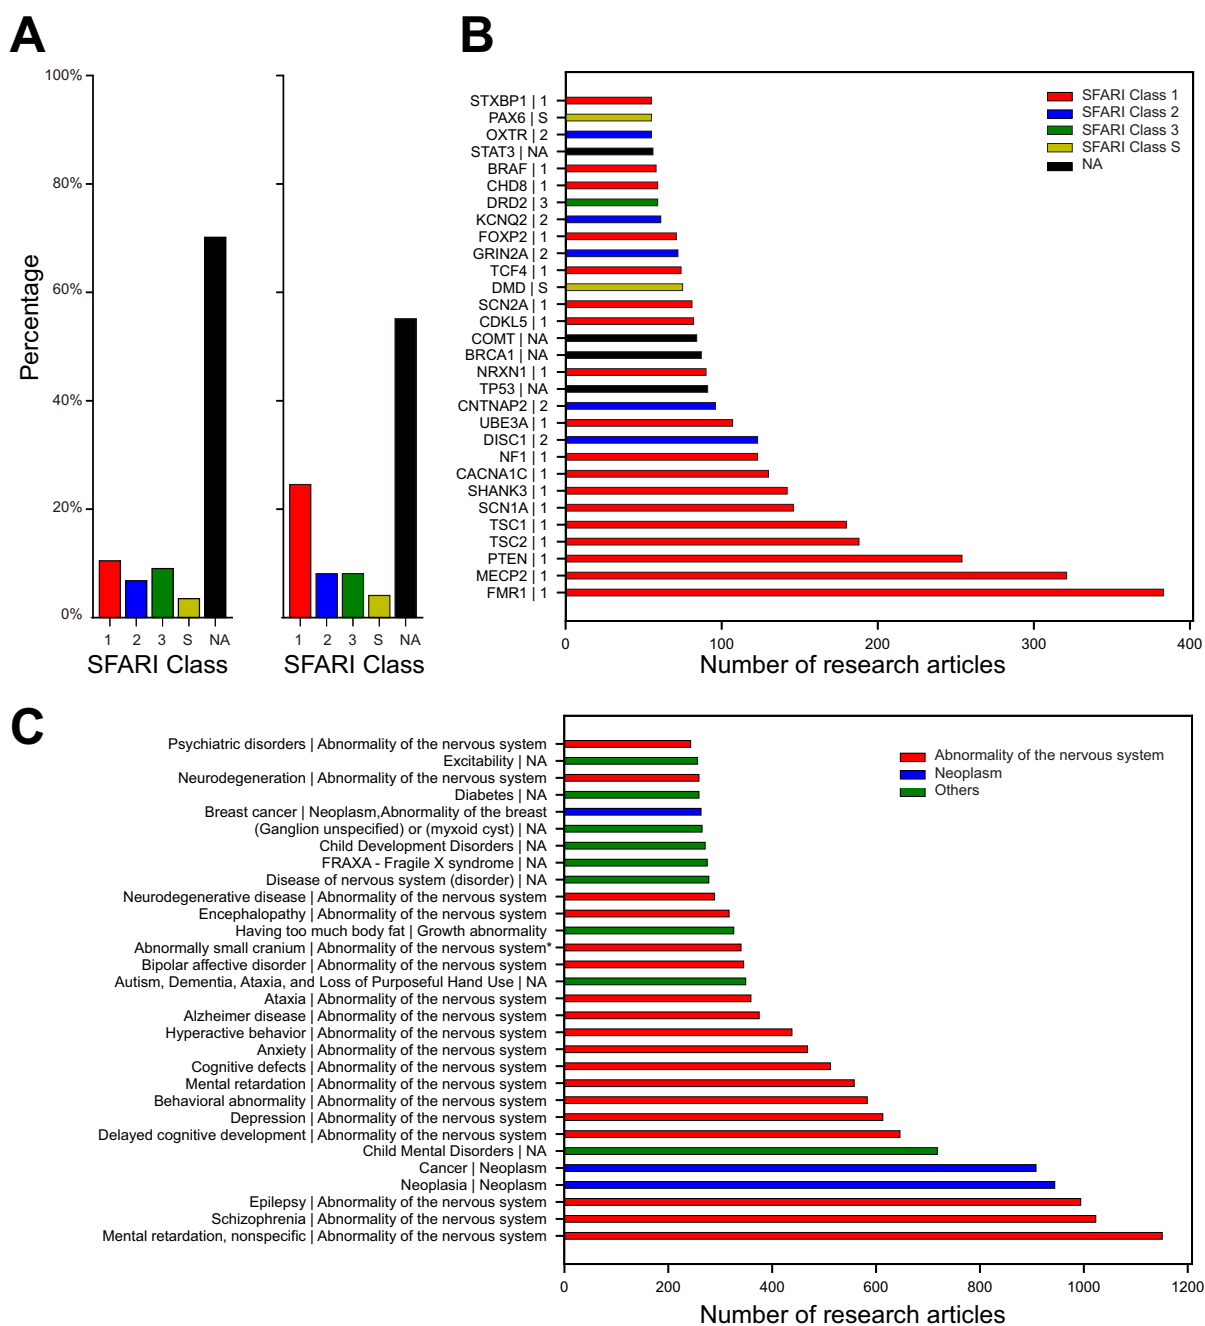 A
100%
80%
60%
40%
20%
0%
Percentage
1 2 3 S NA
SFARI Class
1 2 3 S NA
SFARI Class
B
STXBP1 | 1
PAX6 | S
OXTR | 2
STAT3 | NA
BRAF | 1
CHD8 | 1
DRD2 | 3
KCNQ2 | 2
FOXP2 | 1
GRIN2A | 2
TCF4 | 1
DMD | S
SCN2A | 1
CDKL5 | 1
COMT | NA
BRCA1 | NA
NRXN1 | 1
TP53 | NA
CNTNAP2 | 2
UBE3A | 1
DISC1 | 2
NF1 | 1
CACNA1C | 1
SHANK3 | 1
SCN1A | 1
TSC1 | 1
TSC2 | 1
PTEN | 1
MECP2 | 1
FMR1 | 1
SFARI Class 1
SFARI Class 2
SFARI Class 3
SFARI Class S
NA
0 100 200 300 400
Number of research articles
C
Psychiatric disorders | Abnormality of the nervous system
Excitability | NA
Neurodegeneration | Abnormality of the nervous system
Diabetes | NA
Breast cancer | Neoplasm,Abnormality of the breast
(Ganglion unspecified) or (myxoid cyst) | NA
Child Development Disorders | NA
FRAXA - Fragile X syndrome | NA
Disease of nervous system (disorder) | NA
Neurodegenerative disease | Abnormality of the nervous system
Encephalopathy | Abnormality of the nervous system
Having too much body fat | Growth abnormality
Abnormally small cranium | Abnormality of the nervous system*
Bipolar affective disorder | Abnormality of the nervous system
Autism, Dementia, Ataxia, and Loss of Purposeful Hand Use | NA
Ataxia | Abnormality of the nervous system
Alzheimer disease | Abnormality of the nervous system
Hyperactive behavior | Abnormality of the nervous system
Anxiety | Abnormality of the nervous system
Cognitive defects | Abnormality of the nervous system
Mental retardation | Abnormality of the nervous system
Behavioral abnormality | Abnormality of the nervous system
Depression | Abnormality of the nervous system
Delayed cognitive development | Abnormality of the nervous system
Child Mental Disorders | NA
Cancer | Neoplasm
Neoplasia | Neoplasm
Epilepsy | Abnormality of the nervous system
Schizophrenia | Abnormality of the nervous system
Mental retardation, nonspecific | Abnormality of the nervous system
Abnormality of the nervous system
Neoplasm
Others
0 200 400 600 800 1000 1200
Number of research articles